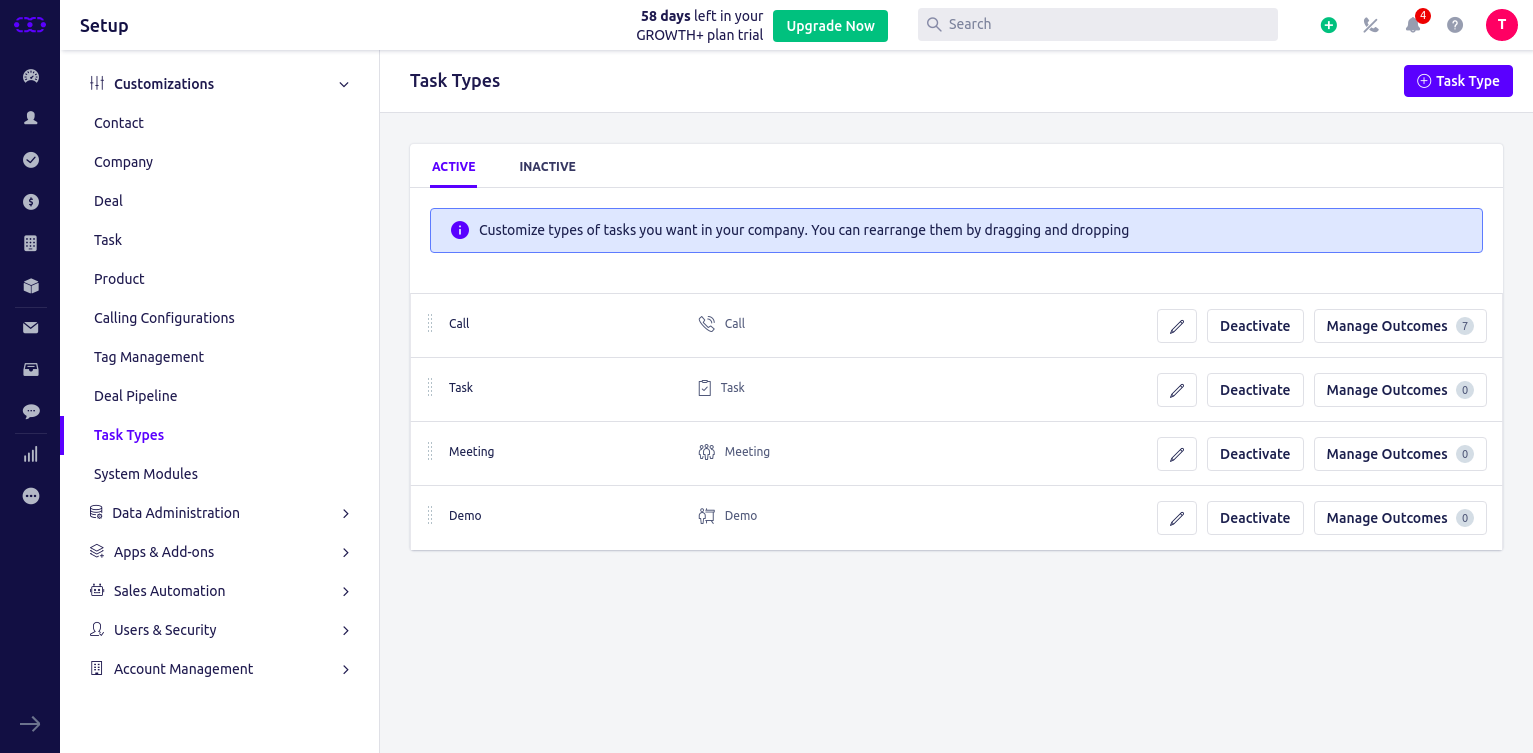 Setup
58 days left in your
GROWTH+ plan trial
Upgrade Now
Search
4
?
T
Customizations
Contact
Company
Deal
Task
Product
Calling Configurations
Tag Management
Deal Pipeline
Task Types
System Modules
Data Administration
Apps & Add-ons
Sales Automation
Users & Security
Account Management
Task Types
Task Type
ACTIVE INACTIVE
Customize types of tasks you want in your company. You can rearrange them by dragging and dropping
Call Call Deactivate Manage Outcomes 7
Task Task Deactivate Manage Outcomes 0
Meeting Meeting Deactivate Manage Outcomes 0
Demo Demo Deactivate Manage Outcomes 0